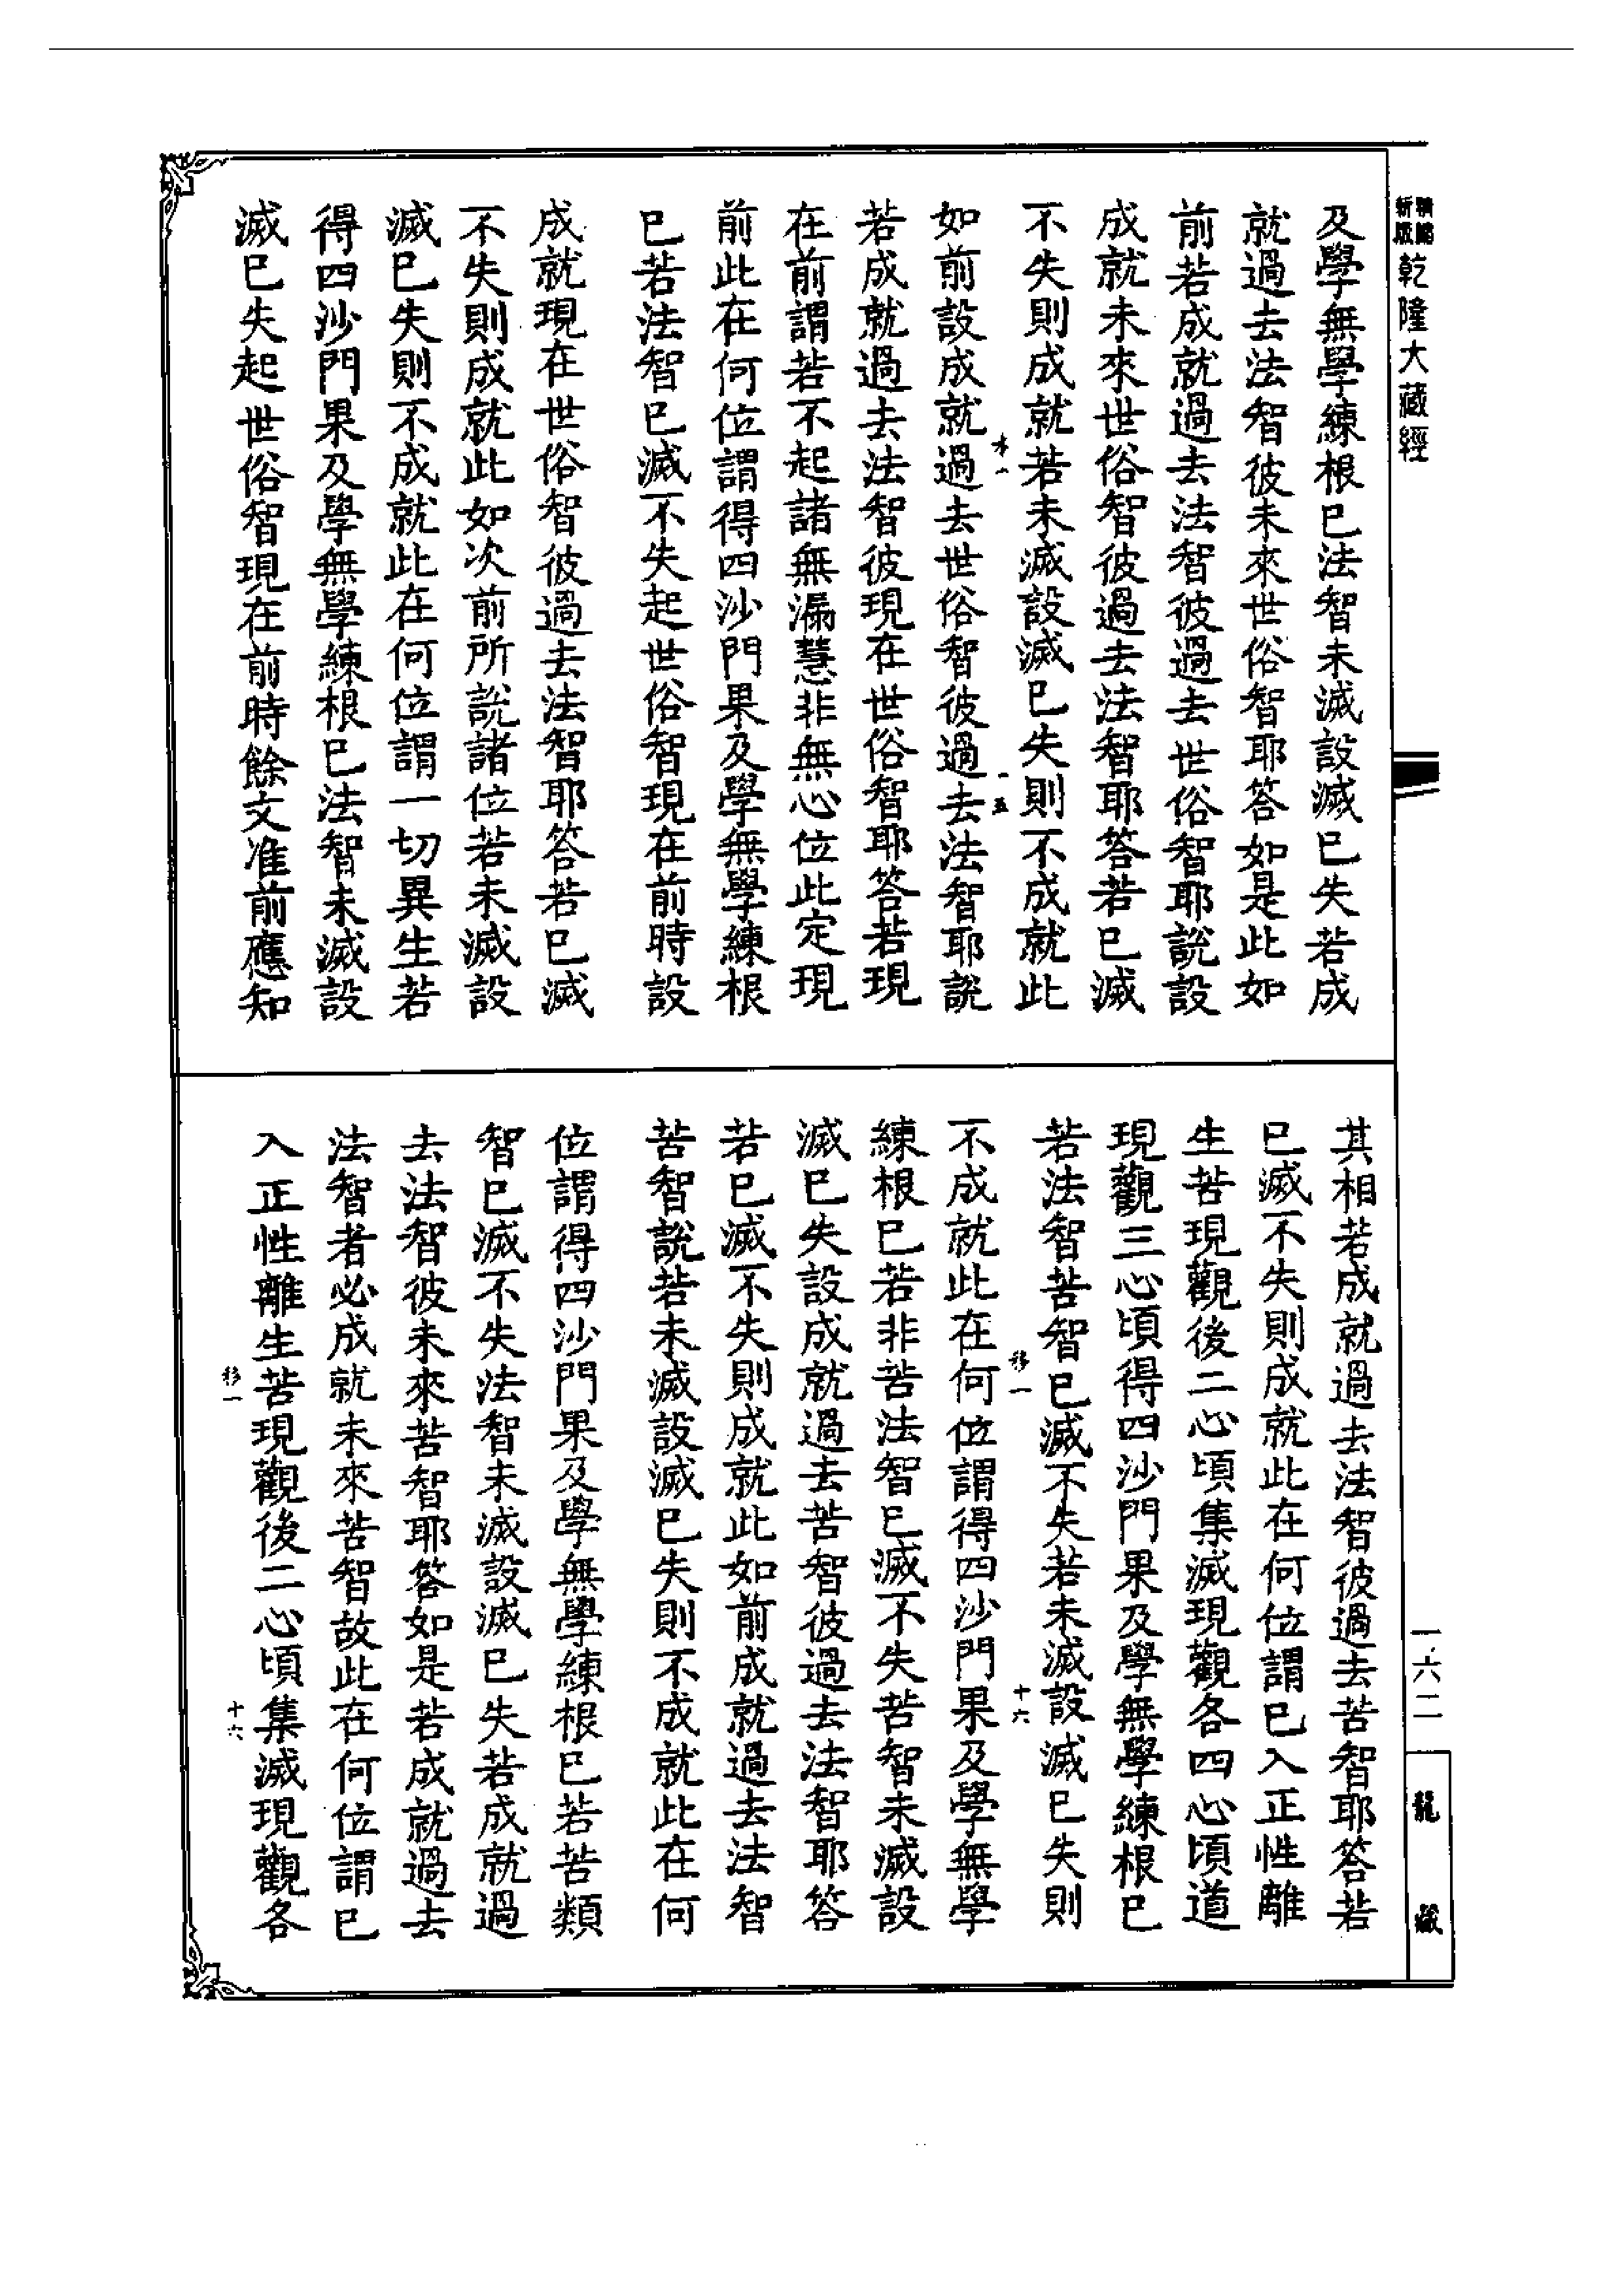 乾隆大藏經
及學無學練根已法智未滅設滅已失若成
就過去法智彼未來世俗智耶答如是此如
前若成就過去法智彼過去世俗智耶說設
成就未來世俗智彼過去法智耶答若已滅
不失則成就若未滅設滅已失則不成就此
如前設成就過去世俗智彼過去法智耶說
若成就過去法智彼現在世俗智耶答若現
在前謂若不起諸無漏慧非無心位此定現
前此在何位謂得四沙門果及學無學練根
已若法智已滅不失起世俗智現在前時設
成就現在世俗智彼過去法智耶答若已滅
不失則成就此如次前所說諸位若未滅設
滅已失則不成就此在何位謂一切異生若
得四沙門果及學無學練根已法智未滅設
滅已失起世俗智現在前時餘文准前應知
其相若成就過去法智彼過去苦智耶答若
已滅不失則成就此在何位謂已入正性離
生苦現觀後二心頃集滅現觀各四心頃道
現觀三心頃得四沙門果及學無學練根已
若法智苦智已滅不失若未滅設滅已失則
移一
十六
不成就此在何位謂得四沙門果及學無學
練根已若非苦法智已滅不失苦智未滅設
滅已失設成就過去苦智彼過去法智耶答
若已滅不失則成就此如前成就過去法智
苦智說若未滅設滅已失則不成就此在何
位謂得四沙門果及學無學練根已若苦類
智已滅不失法智未滅設滅已失若成就過
去法智彼未來苦智耶答如是若成就過去
法智者必成就未來苦智故此在何位謂已
入正性離生苦現觀後二心頃集滅現觀各
移一
十六
一六二
龍藏